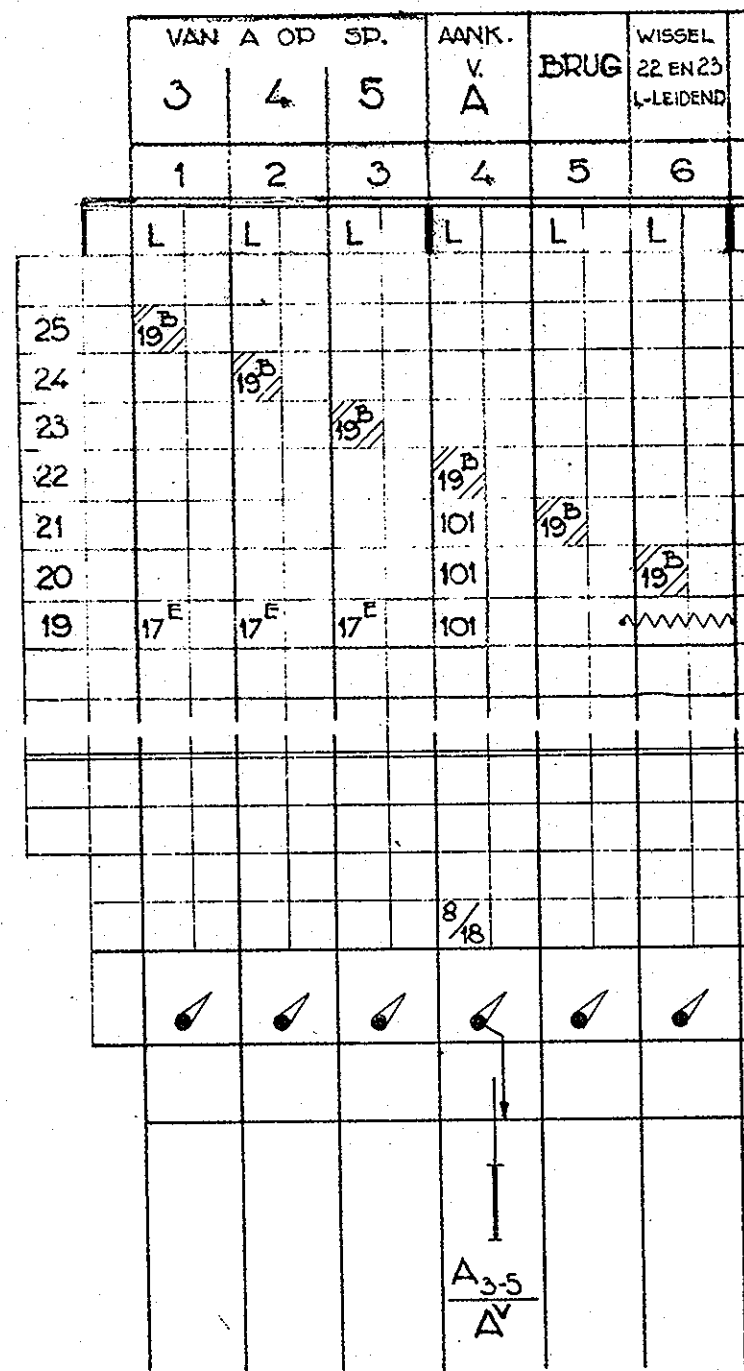 VAN A OP SP. AANK. V. A BRUG WISSEL 22 EN 23 L-LEIDEND
3 4 5
1 2 3 4 5 6
L L L L L L
25 19B
24 19B
23 19B
22 19B
21 101 19B
20 101 19B
19 17E 17E 17E 101
8/18
A3-5
AV